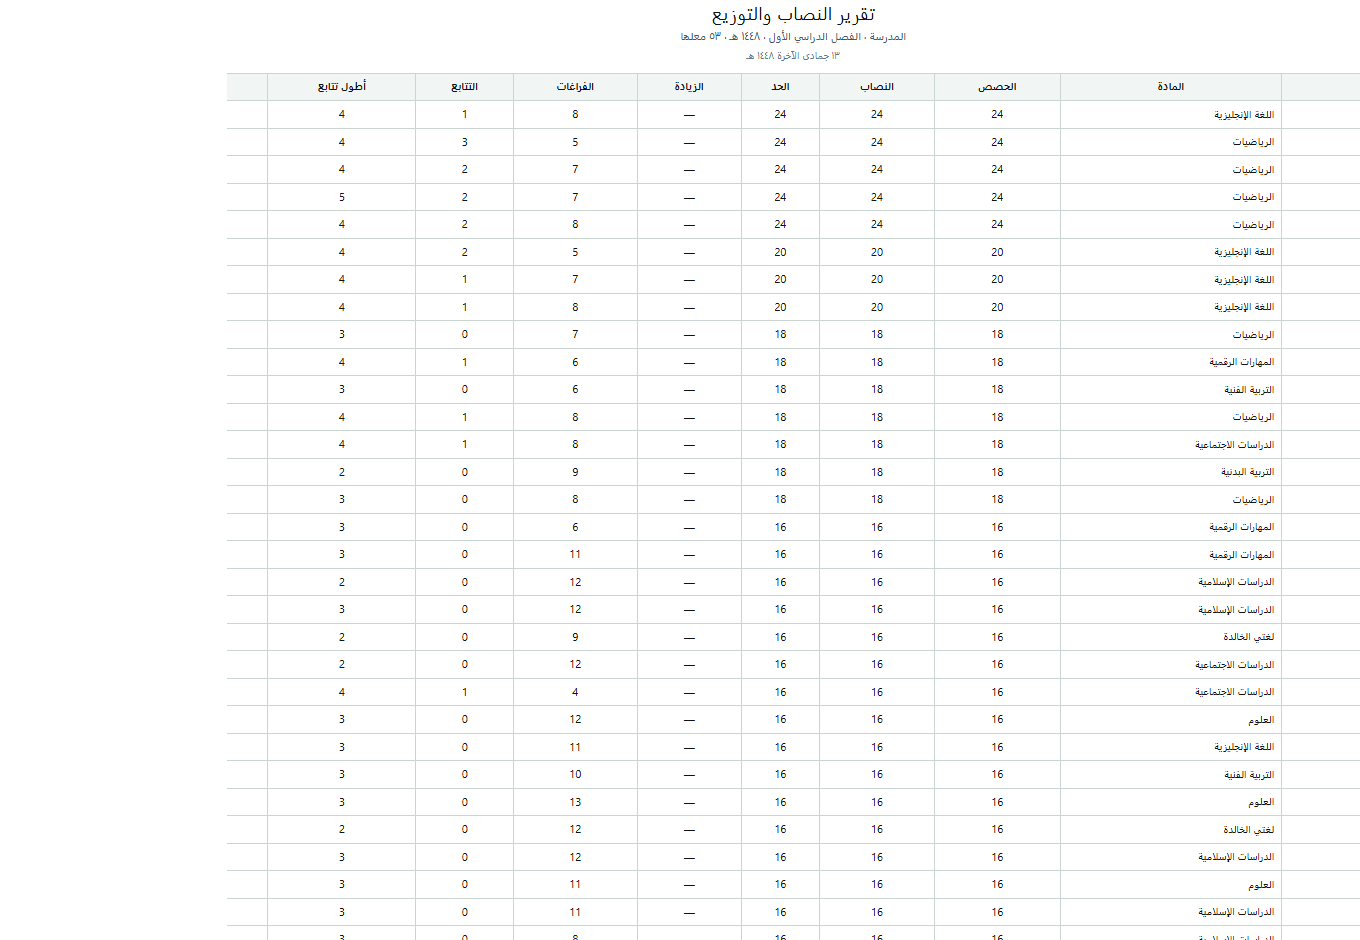 تقرير النصاب والتوزيع
المدرسة · الفصل الدراسي الأول · ١٤٤٨ هـ · ٥٣ معلمًا
١٣ جمادى الآخرة ١٤٤٨ هـ
المادة الحصص النصاب الحد الزيادة الفراغات التتابع أطول تتابع
اللغة الإنجليزية 24 24 24 — 8 1 4
الرياضيات 24 24 24 — 5 3 4
الرياضيات 24 24 24 — 7 2 4
الرياضيات 24 24 24 — 7 2 5
الرياضيات 24 24 24 — 8 2 4
اللغة الإنجليزية 20 20 20 — 5 2 4
اللغة الإنجليزية 20 20 20 — 7 1 4
اللغة الإنجليزية 20 20 20 — 8 1 4
الرياضيات 18 18 18 — 7 0 3
المهارات الرقمية 18 18 18 — 6 1 4
التربية الفنية 18 18 18 — 6 0 3
الرياضيات 18 18 18 — 8 1 4
الدراسات الاجتماعية 18 18 18 — 8 1 4
التربية البدنية 18 18 18 — 9 0 2
الرياضيات 18 18 18 — 8 0 3
المهارات الرقمية 16 16 16 — 6 0 3
المهارات الرقمية 16 16 16 — 11 0 3
الدراسات الإسلامية 16 16 16 — 12 0 2
الدراسات الإسلامية 16 16 16 — 12 0 3
لغتي الخالدة 16 16 16 — 9 0 2
الدراسات الاجتماعية 16 16 16 — 12 0 2
الدراسات الاجتماعية 16 16 16 — 4 1 4
العلوم 16 16 16 — 12 0 3
اللغة الإنجليزية 16 16 16 — 11 0 3
التربية الفنية 16 16 16 — 10 0 3
العلوم 16 16 16 — 13 0 3
لغتي الخالدة 16 16 16 — 12 0 2
الدراسات الإسلامية 16 16 16 — 12 0 3
العلوم 16 16 16 — 11 0 3
الدراسات الإسلامية 16 16 16 — 11 0 3
الدراسات الإسلامية 16 16 16 — 8 0 3